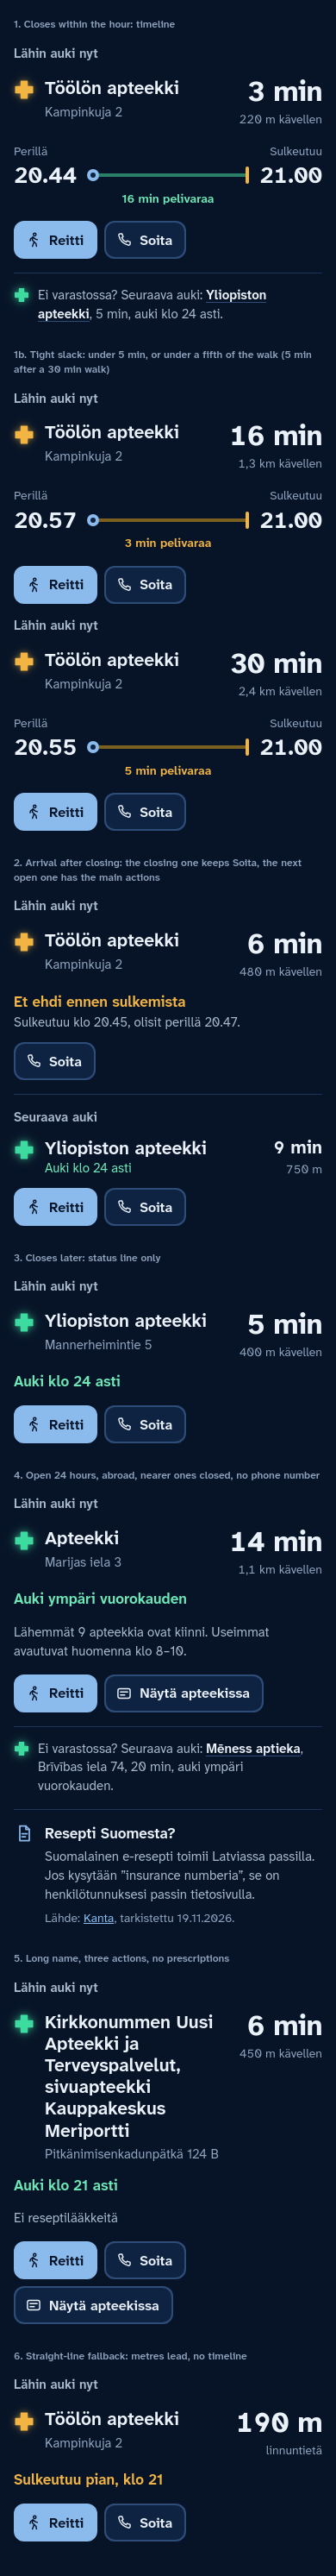 1. Closes within the hour: timeline
Lähin auki nyt
Töölön apteekki
3 min
Kampinkuja 2
220 m kävellen
Perillä
Sulkeutuu
20.44
21.00
16 min pelivaraa
Reitti
Soita
Ei varastossa? Seuraava auki: Yliopiston
apteekki, 5 min, auki klo 24 asti.
1b. Tight slack: under 5 min, or under a fifth of the walk (5 min
after a 30 min walk)
Lähin auki nyt
Töölön apteekki
16 min
Kampinkuja 2
1,3 km kävellen
Perillä
Sulkeutuu
20.57
21.00
3 min pelivaraa
Reitti
Soita
Lähin auki nyt
Töölön apteekki
30 min
Kampinkuja 2
2,4 km kävellen
Perillä
Sulkeutuu
20.55
21.00
5 min pelivaraa
Reitti
Soita
2. Arrival after closing: the closing one keeps Soita, the next
open one has the main actions
Lähin auki nyt
Töölön apteekki
6 min
Kampinkuja 2
480 m kävellen
Et ehdi ennen sulkemista
Sulkeutuu klo 20.45, olisit perillä 20.47.
Soita
Seuraava auki
Yliopiston apteekki
9 min
Auki klo 24 asti
750 m
Reitti
Soita
3. Closes later: status line only
Lähin auki nyt
Yliopiston apteekki
5 min
Mannerheimintie 5
400 m kävellen
Auki klo 24 asti
Reitti
Soita
4. Open 24 hours, abroad, nearer ones closed, no phone number
Lähin auki nyt
Apteekki
14 min
Marijas iela 3
1,1 km kävellen
Auki ympäri vuorokauden
Lähemmät 9 apteekkia ovat kiinni. Useimmat
avautuvat huomenna klo 8–10.
Reitti
Näytä apteekissa
Ei varastossa? Seuraava auki: Mēness aptieka,
Brīvības iela 74, 20 min, auki ympäri
vuorokauden.
Resepti Suomesta?
Suomalainen e-resepti toimii Latviassa passilla.
Jos kysytään ”insurance numberia”, se on
henkilötunnuksesi passin tietosivulla.
Lähde: Kanta, tarkistettu 19.11.2026.
5. Long name, three actions, no prescriptions
Lähin auki nyt
Kirkkonummen Uusi
Apteekki ja
Terveyspalvelut,
sivuapteekki
Kauppakeskus
Meriportti
6 min
450 m kävellen
Pitkänimisenkadunpätkä 124 B
Auki klo 21 asti
Ei reseptilääkkeitä
Reitti
Soita
Näytä apteekissa
6. Straight-line fallback: metres lead, no timeline
Lähin auki nyt
Töölön apteekki
190 m
Kampinkuja 2
linnuntietä
Sulkeutuu pian, klo 21
Reitti
Soita